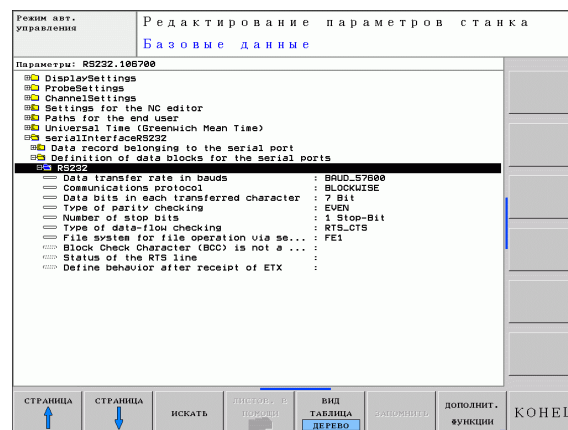 Режим авт.
управления
Редактирование параметров станка
Базовые данные
Параметры: RS232.106700
DisplaySettings
ProbeSettings
ChannelSettings
Settings for the NC editor
Paths for the end user
Universal Time (Greenwich Mean Time)
serialInterfaceRS232
Data record belonging to the serial port
Definition of data blocks for the serial ports
RS232
Data transfer rate in bauds : BAUD_57600
Communications protocol : BLOCKWISE
Data bits in each transferred character : 7 Bit
Type of parity checking : EVEN
Number of stop bits : 1 Stop-Bit
Type of data-flow checking : RTS_CTS
File system for file operation via se... : FE1
Block Check Character (BCC) is not a ... :
Status of the RTS line :
Define behavior after receipt of ETX :
СТРАНИЦА
СТРАНИЦА
ИСКАТЬ
ЛИСТОВ. В
ПОМОЩИ
ВИД
ТАБЛИЦА
ДЕРЕВО
ЗАПОМНИТЬ
ДОПОЛНИТ.
ФУНКЦИИ
КОНЕЦ